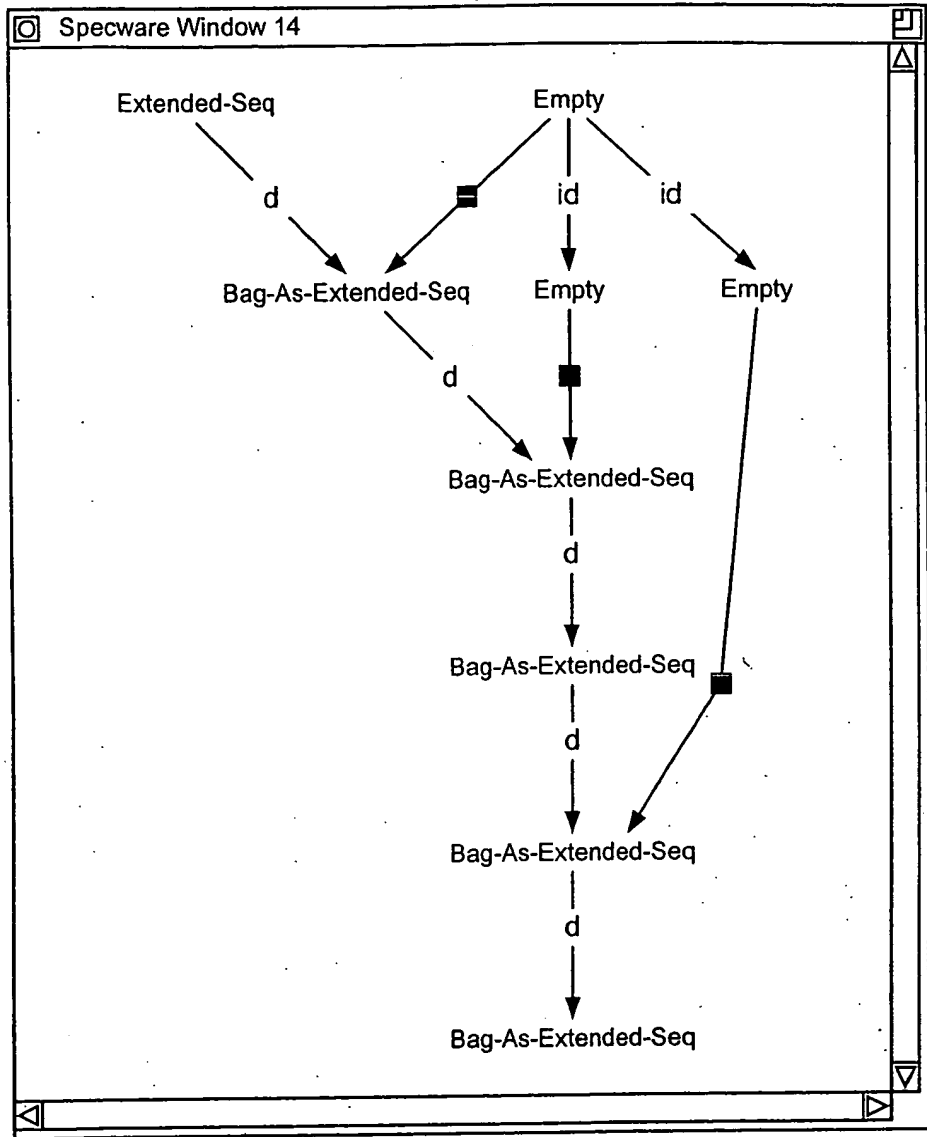 Specware Window 14
Extended-Seq Empty
d id id
Bag-As-Extended-Seq Empty Empty
d
Bag-As-Extended-Seq
d
Bag-As-Extended-Seq
d
Bag-As-Extended-Seq
d
Bag-As-Extended-Seq